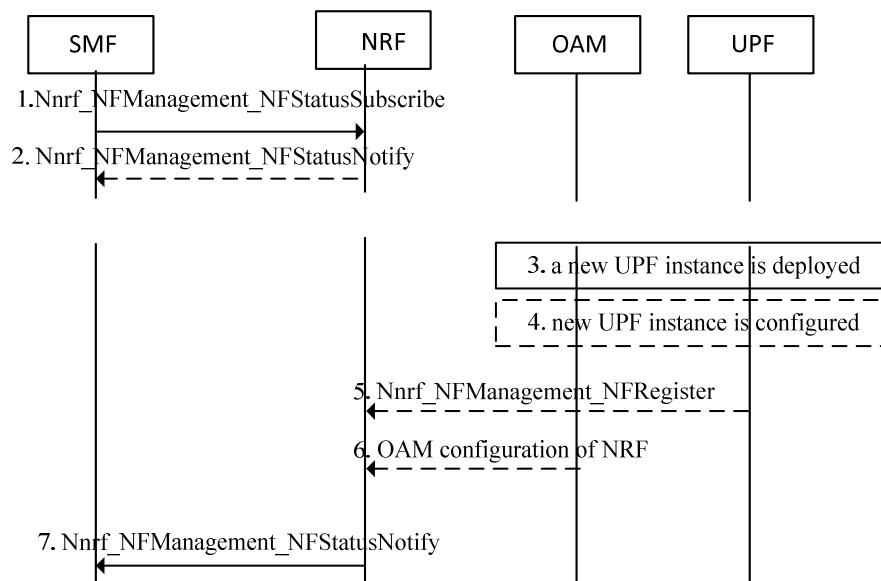 SMF
NRF
OAM
UPF
1.Nnrf_NFManagement_NFStatusSubscribe
2. Nnrf_NFManagement_NFStatusNotify
3. a new UPF instance is deployed
4. new UPF instance is configured
5. Nnrf_NFManagement_NFRegister
6. OAM configuration of NRF
7. Nnrf_NFManagement_NFStatusNotify